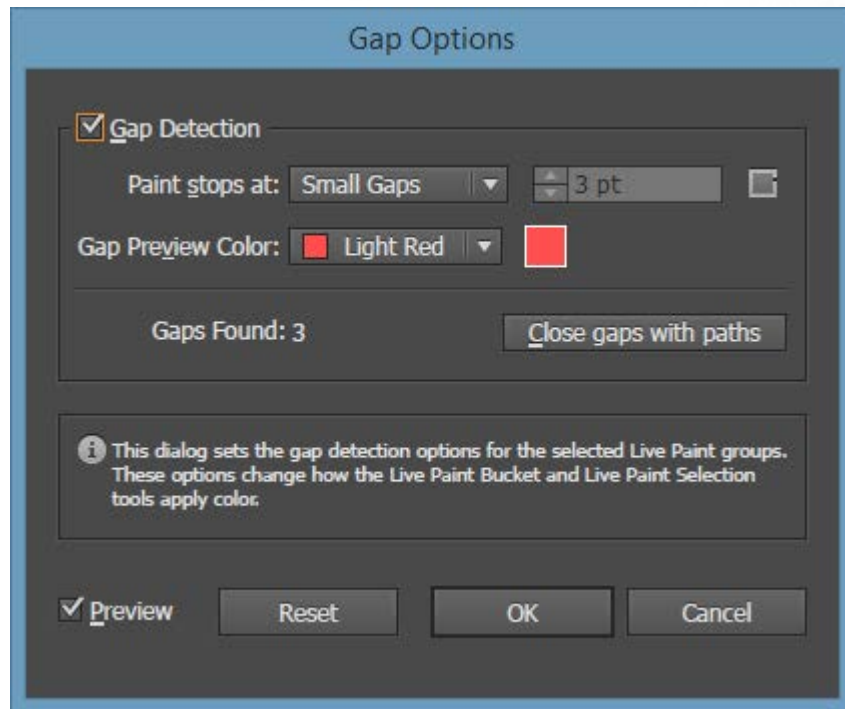 Gap Options
Gap Detection
Paint stops at: Small Gaps 3 pt
Gap Preview Color: Light Red
Gaps Found: 3 Close gaps with paths
This dialog sets the gap detection options for the selected Live Paint groups.
These options change how the Live Paint Bucket and Live Paint Selection
tools apply color.
Preview Reset OK Cancel